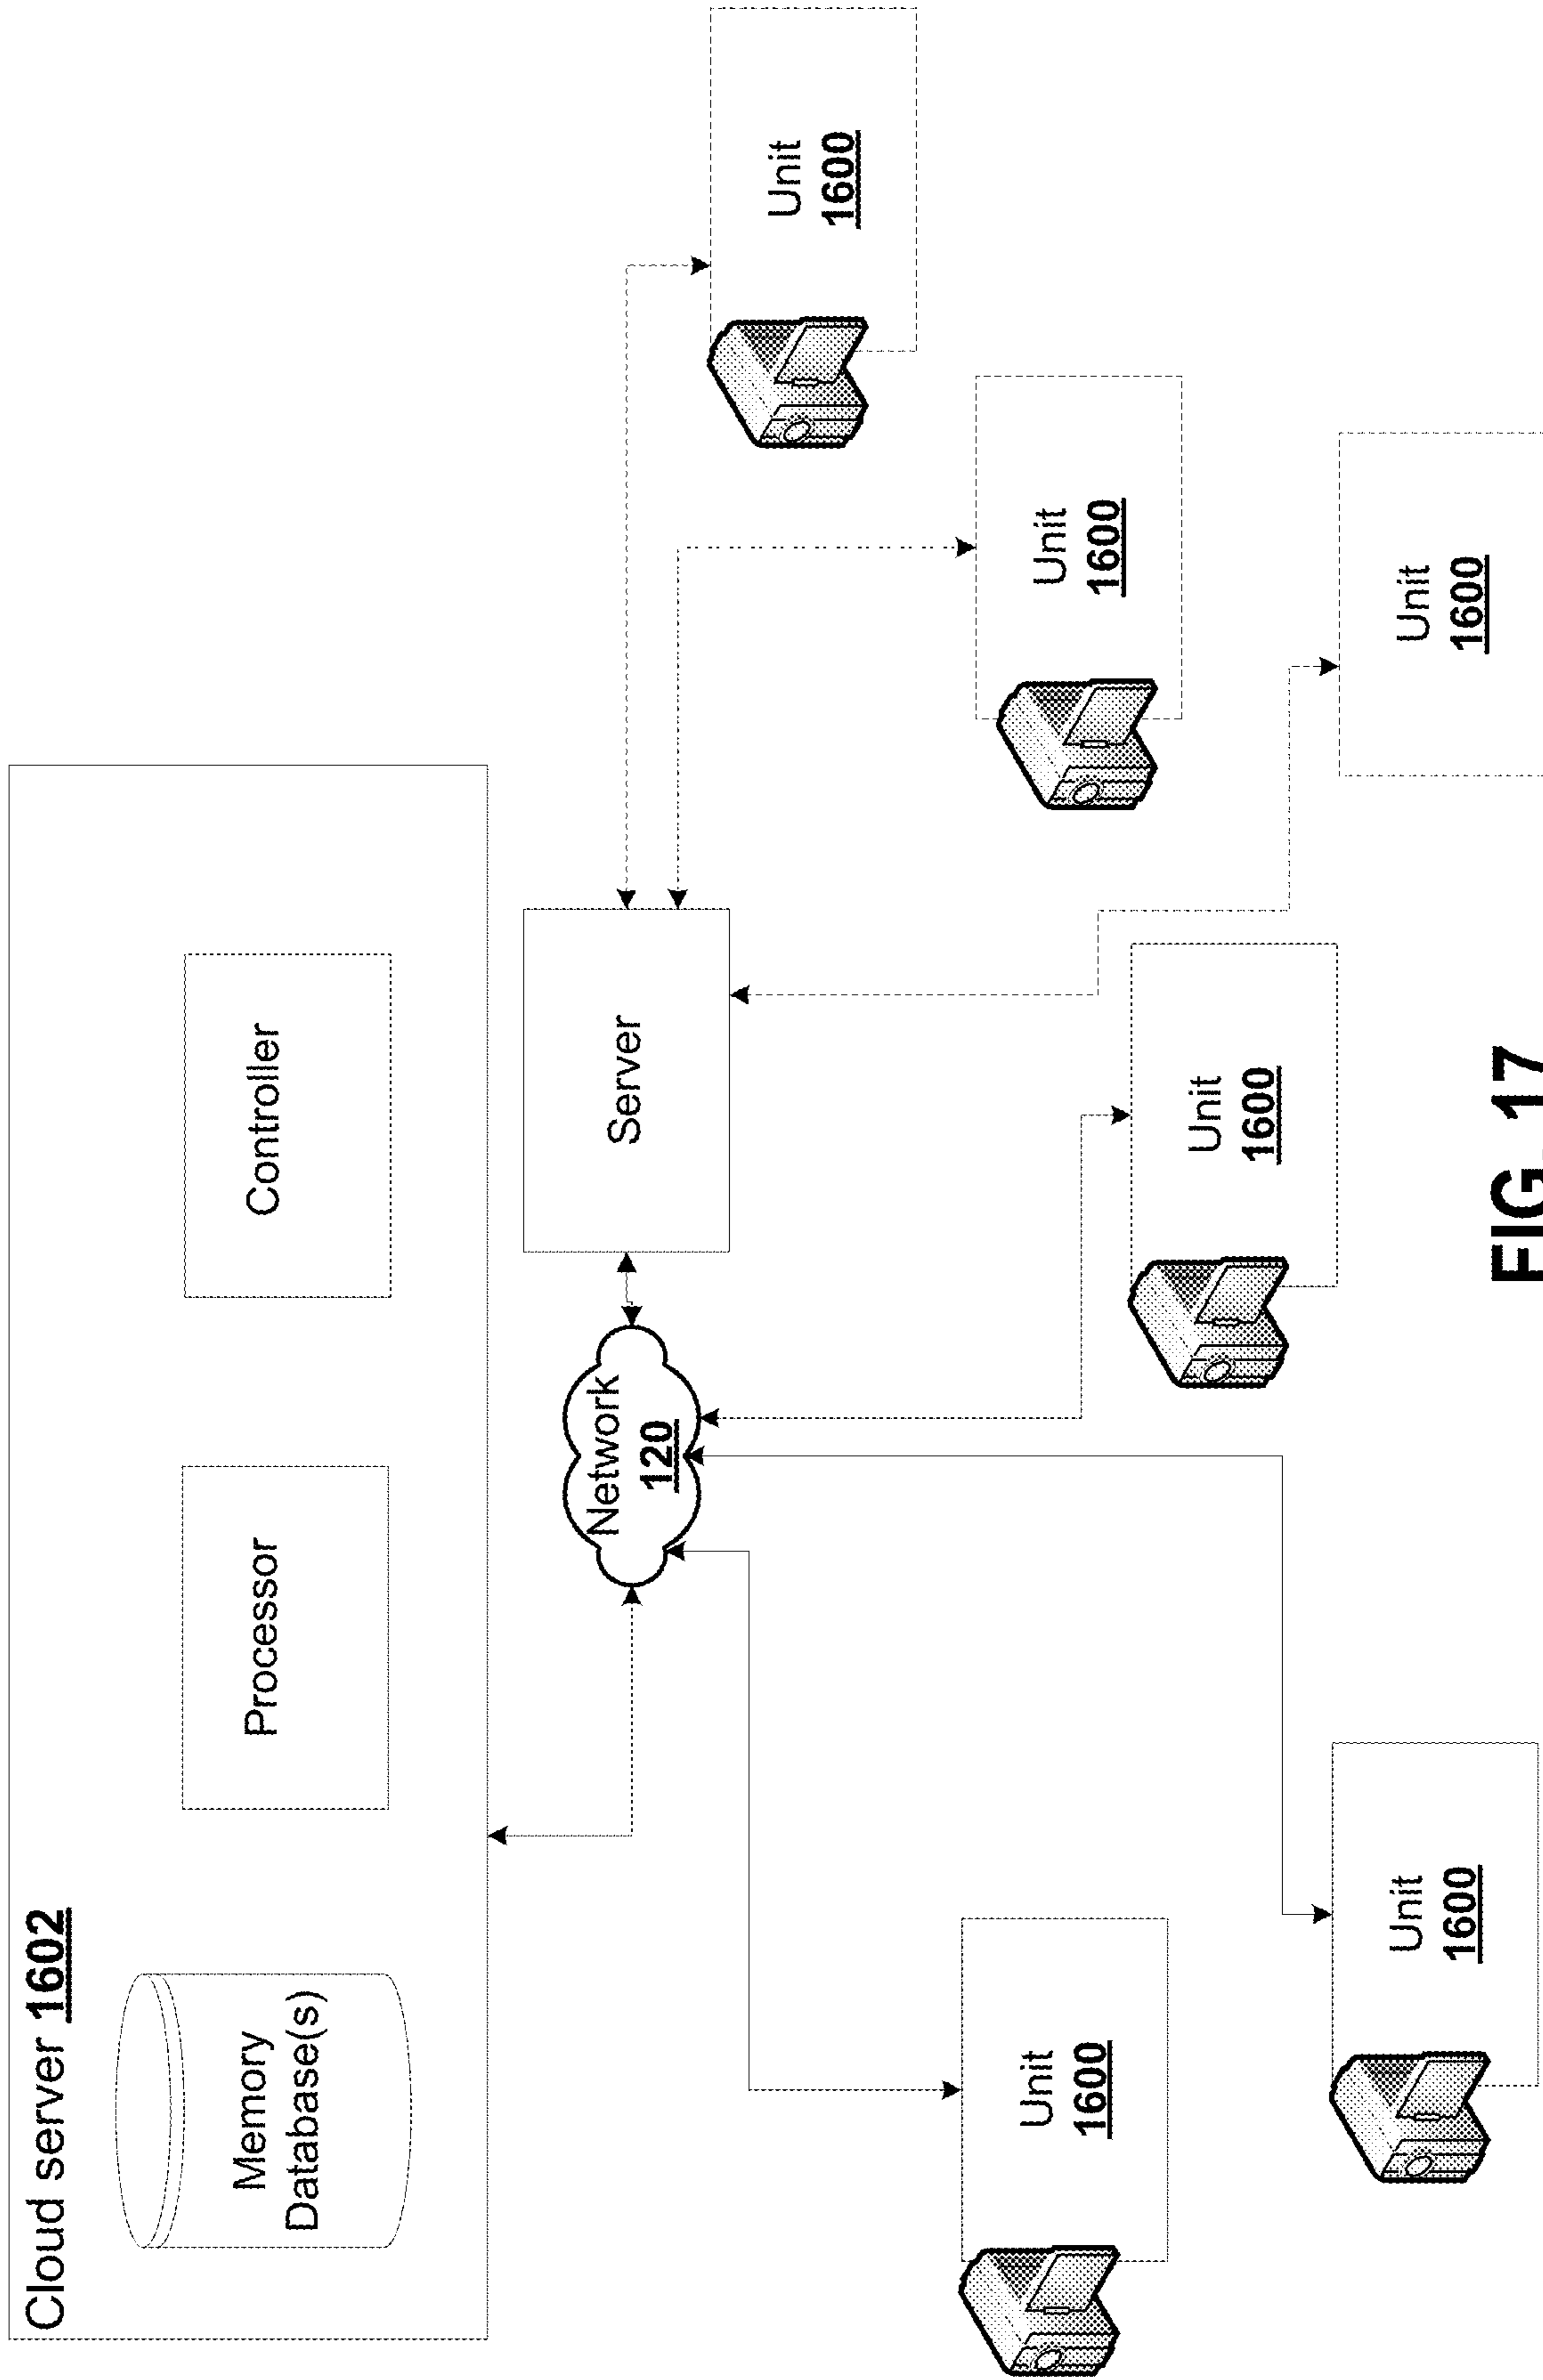 Cloud server 1602
Memory
Database(s)
Processor
Controller
Network
120
Server
Unit
1600
Unit
1600
Unit
1600
Unit
1600
Unit
1600
Unit
1600
FIG. 17